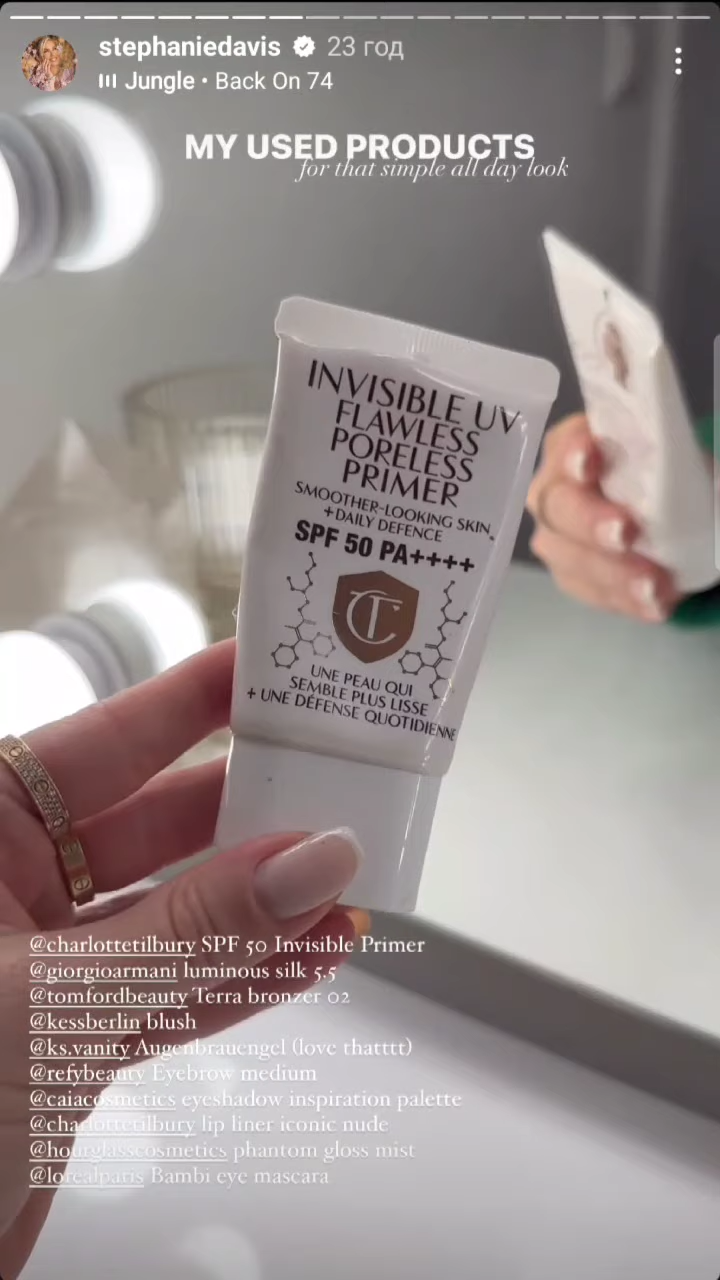 stephaniedavis 23 год
Jungle • Back On 74
MY USED PRODUCTS
for that simple all day look
INVISIBLE UV
FLAWLESS
PORELESS
PRIMER
SMOOTHER-LOOKING SKIN
+DAILY DEFENCE
SPF 50 PA++++
CT
UNE PEAU QUI
SEMBLE PLUS LISSE
+ UNE DÉFENSE QUOTIDIENNE
@charlottetilbury SPF 50 Invisible Primer
@giorgioarmani luminous silk 5.5
@tomfordbeauty Terra bronzer 02
@kessberlin blush
@ks.vanity Augenbrauengel (love thatttt)
@refybeauty Eyebrow medium
@caiacosmetics eyeshadow inspiration palette
@charlottetilbury lip liner iconic nude
@hourglasscosmetics phantom gloss mist
@lorealparis Bambi eye mascara